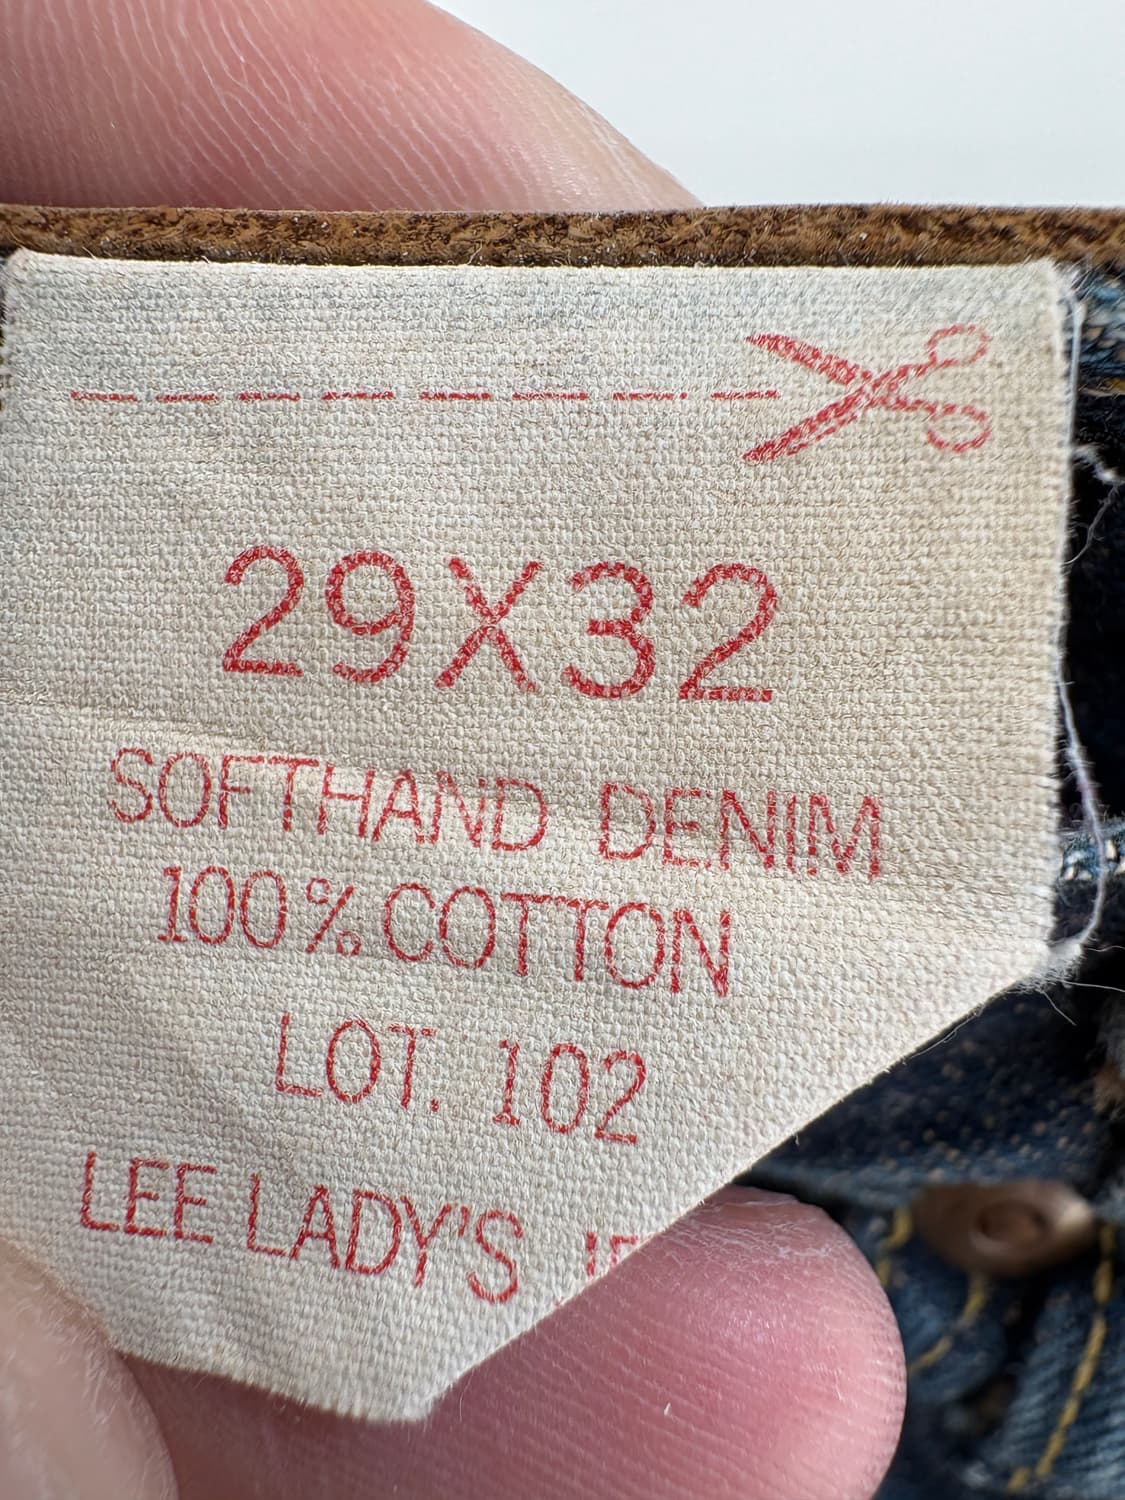 29X32
SOFTHAND DENIM
100% COTTON
LOT. 102
LEE LADY'S